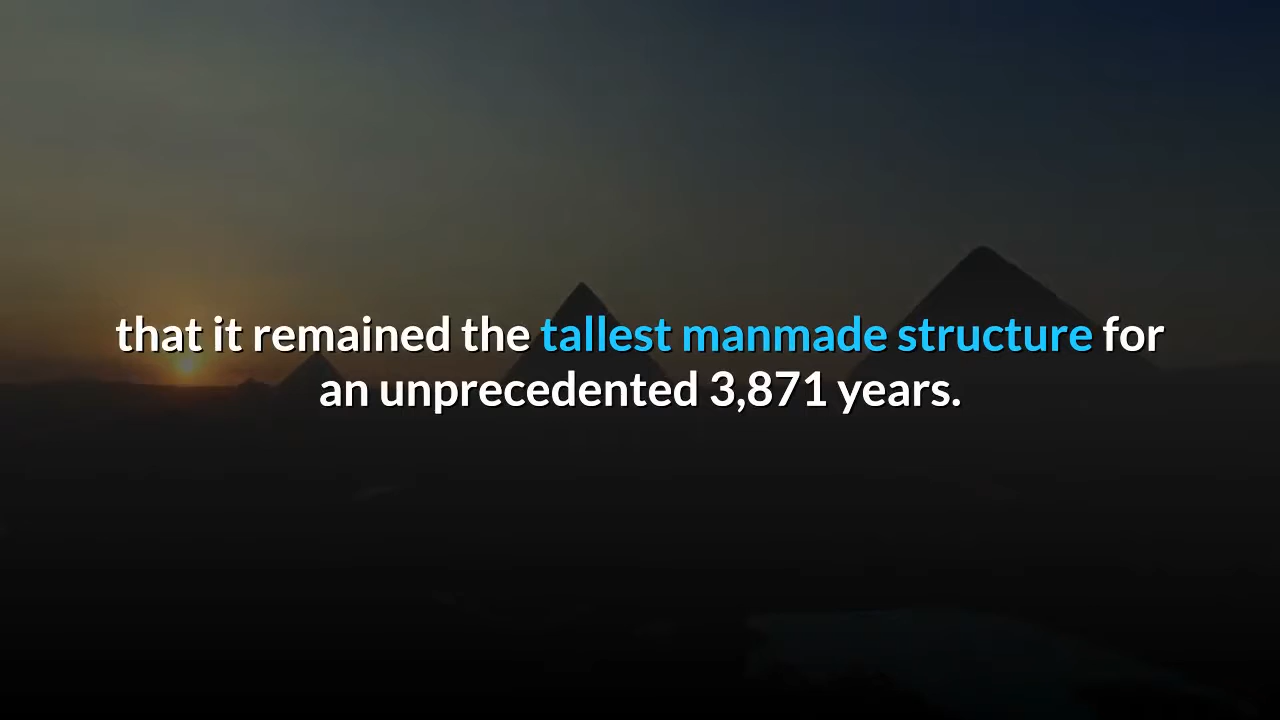 that it remained the tallest manmade structure for
an unprecedented 3,871 years.